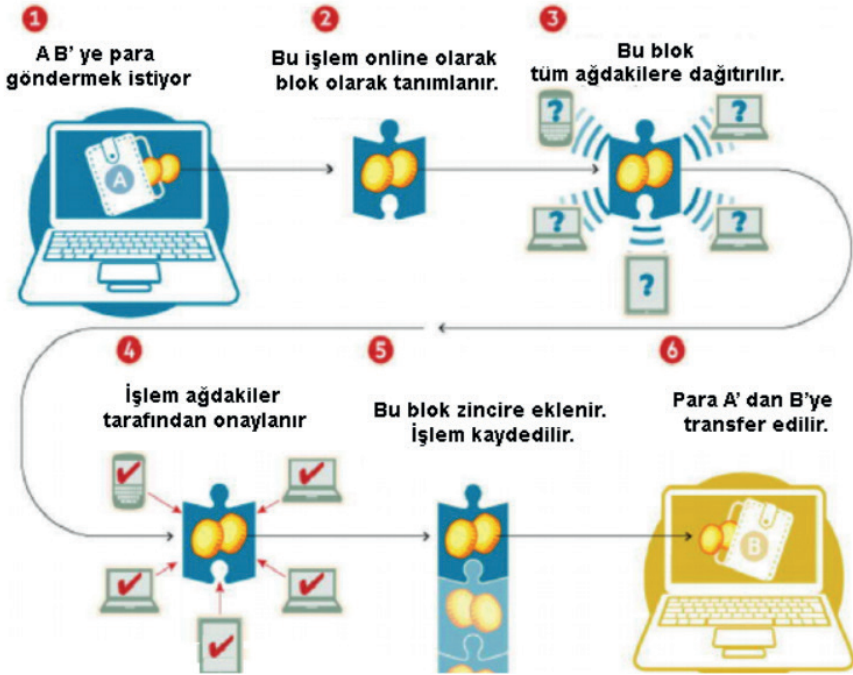 1
A B' ye para
göndermek istiyor
A
2
Bu işlem online olarak
blok olarak tanımlanır.
3
Bu blok
tüm ağdakilere dağıtırılır.
?
?
?
?
?
4
İşlem ağdakiler
tarafından onaylanır
5
Bu blok zincire eklenir.
İşlem kaydedilir.
6
Para A' dan B'ye
transfer edilir.
B